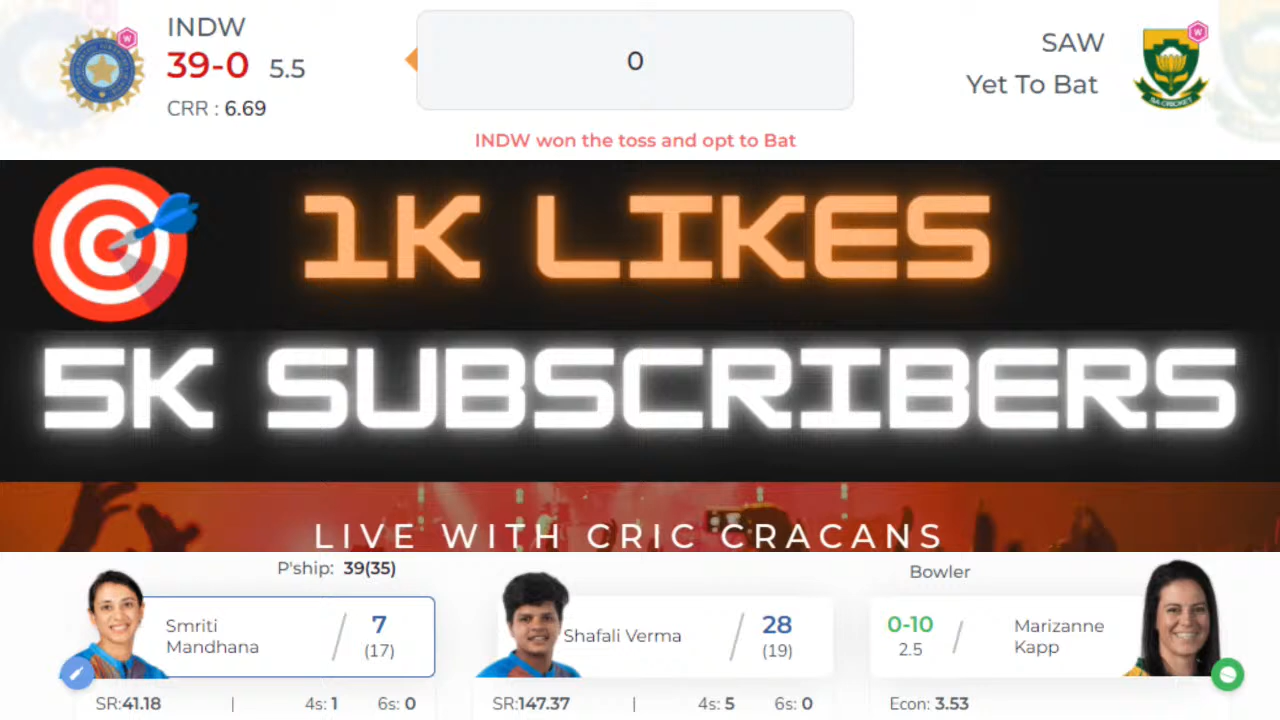 INDW
39-0 5.5
CRR : 6.69
0
SAW
Yet To Bat
SA CRICKET
INDW won the toss and opt to Bat
1K LIKES
5K SUBSCRIBERS
LIVE WITH CRIC CRACANS
P'ship: 39(35)
Bowler
Smriti
Mandhana
7
(17)
Shafali Verma
28
(19)
0-10
2.5
Marizanne
Kapp
SR:41.18 | 4s: 1 6s: 0
SR:147.37 | 4s: 5 6s: 0
Econ: 3.53